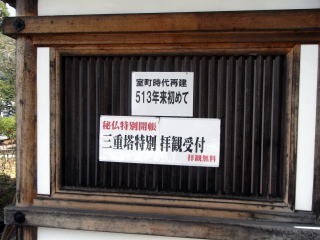 室町時代再建
513年来初めて
秘仏特別開帳
三重塔特別 拝観受付
拝観無料